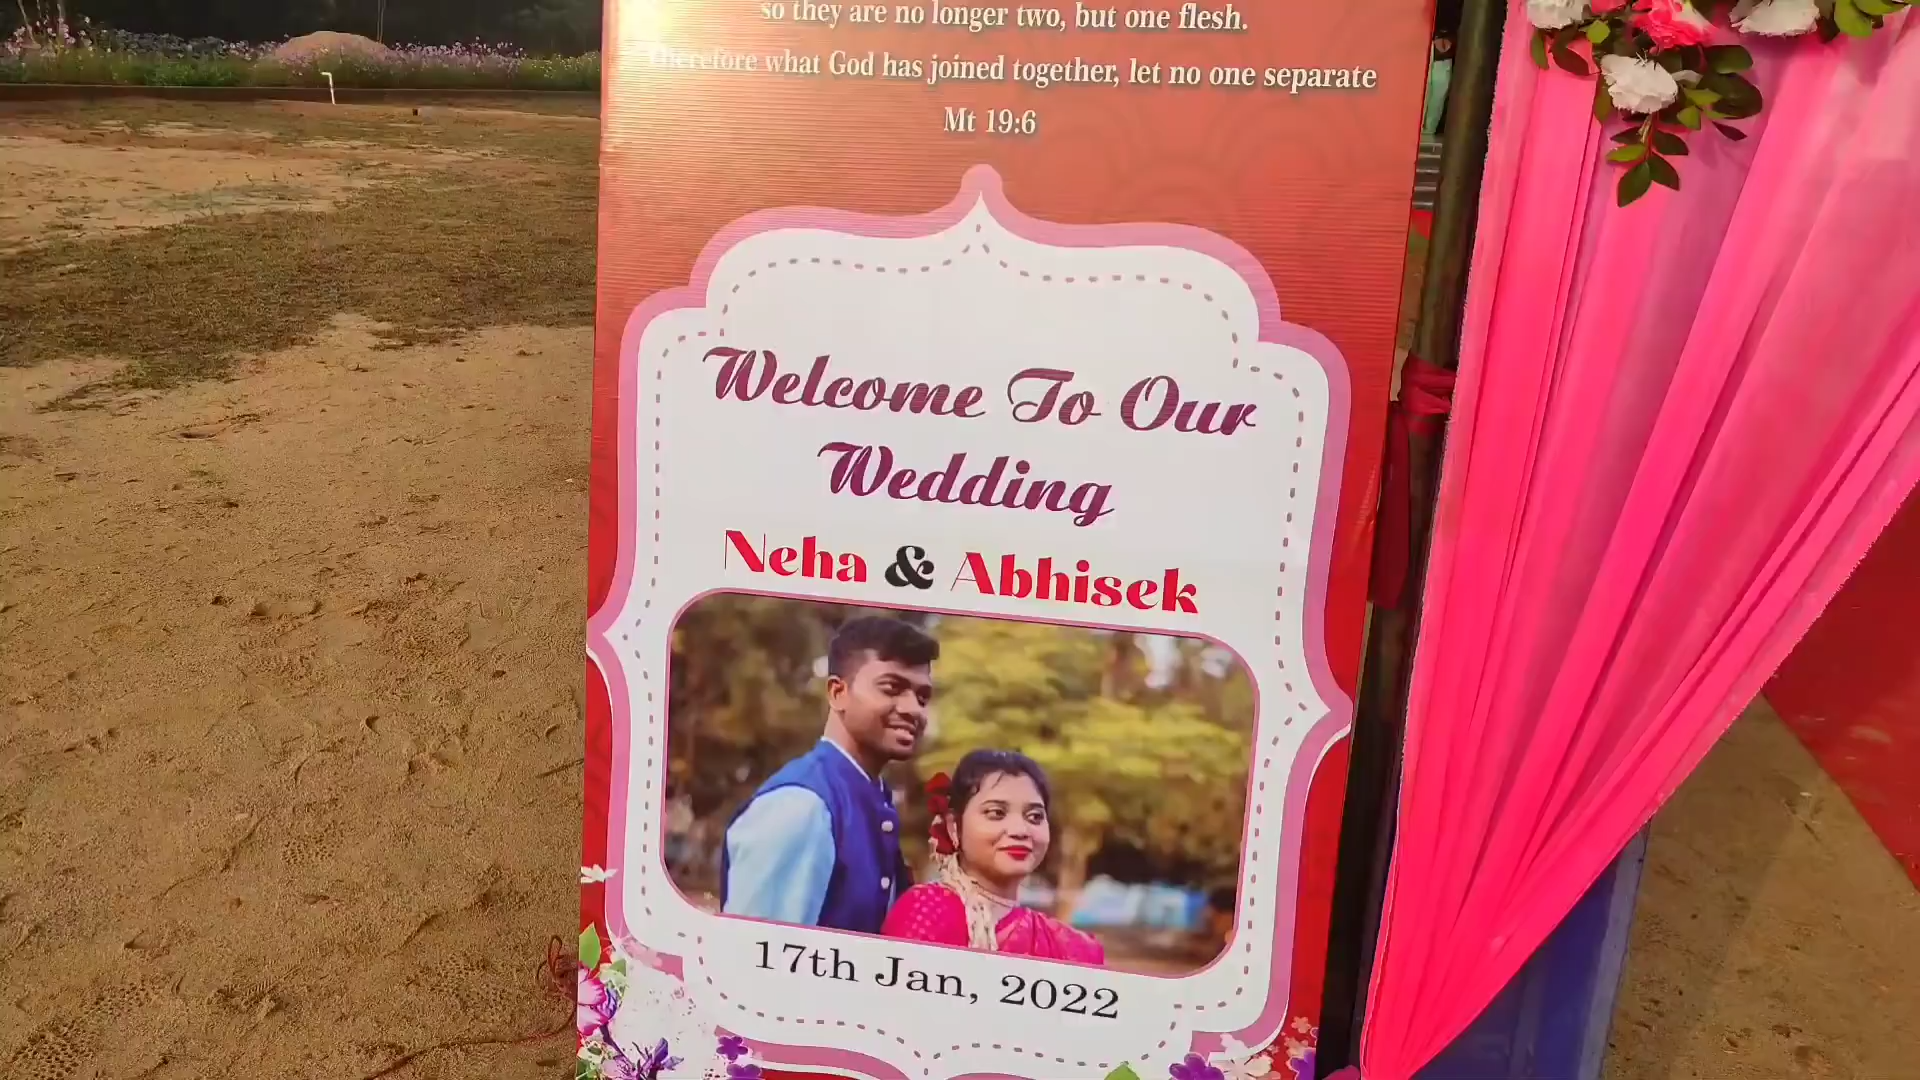 so they are no longer two, but one flesh.
Therefore what God has joined together, let no one separate
Mt 19:6
Welcome To Our
Wedding
Neha & Abhisek
17th Jan, 2022